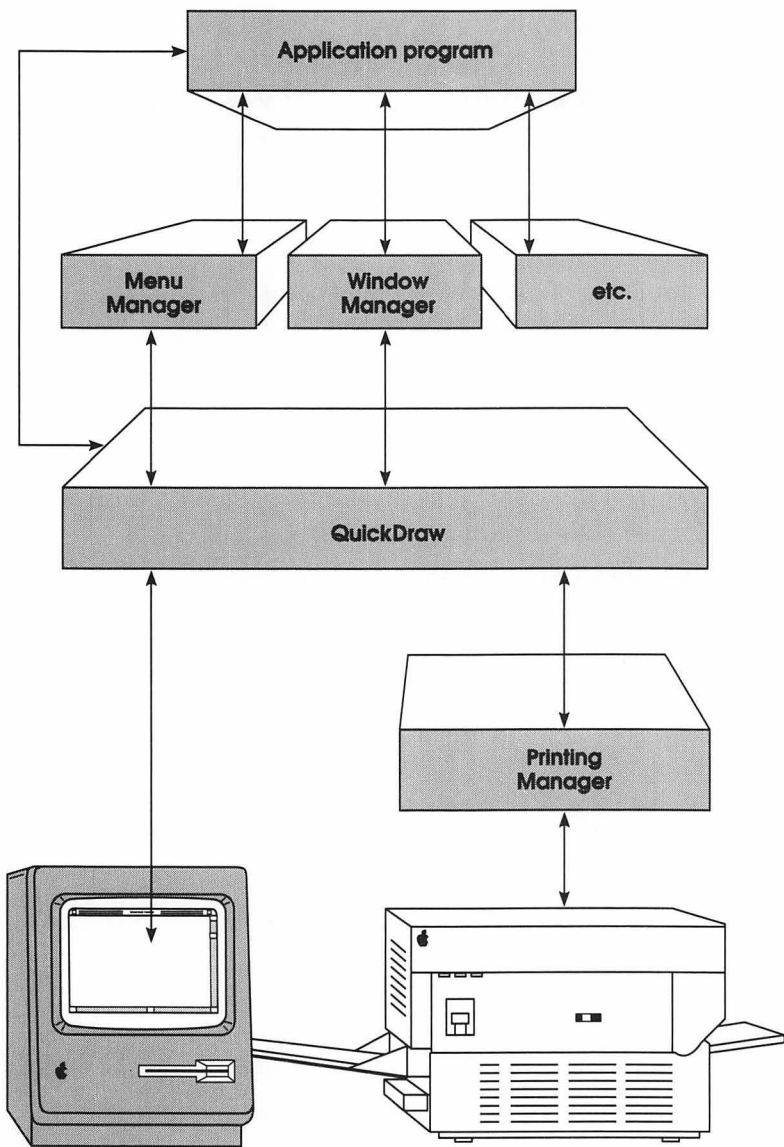 Application program
Menu
Manager
Window
Manager
etc.
QuickDraw
Printing
Manager